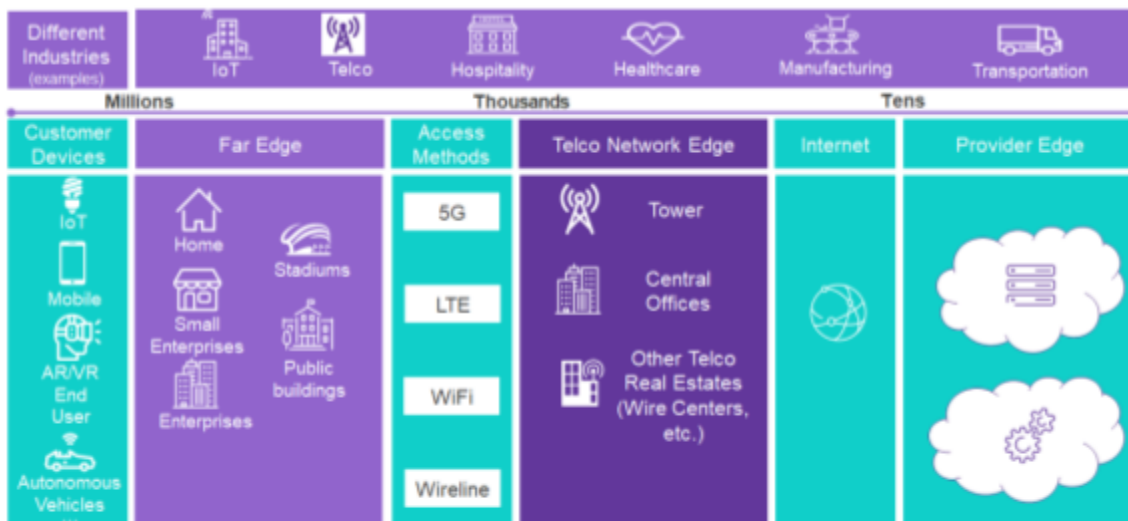 Different
Industries
(examples)
IoT
Telco
Hospitality
Healthcare
Manufacturing
Transportation
Millions
Thousands
Tens
Customer
Devices
Far Edge
Access
Methods
Telco Network Edge
Internet
Provider Edge
IoT
Mobile
AR/VR
End
User
Autonomous
Vehicles
Home
Small
Enterprises
Enterprises
Stadiums
Public
buildings
5G
LTE
WiFi
Wireline
Tower
Central
Offices
Other Telco
Real Estates
(Wire Centers,
etc.)